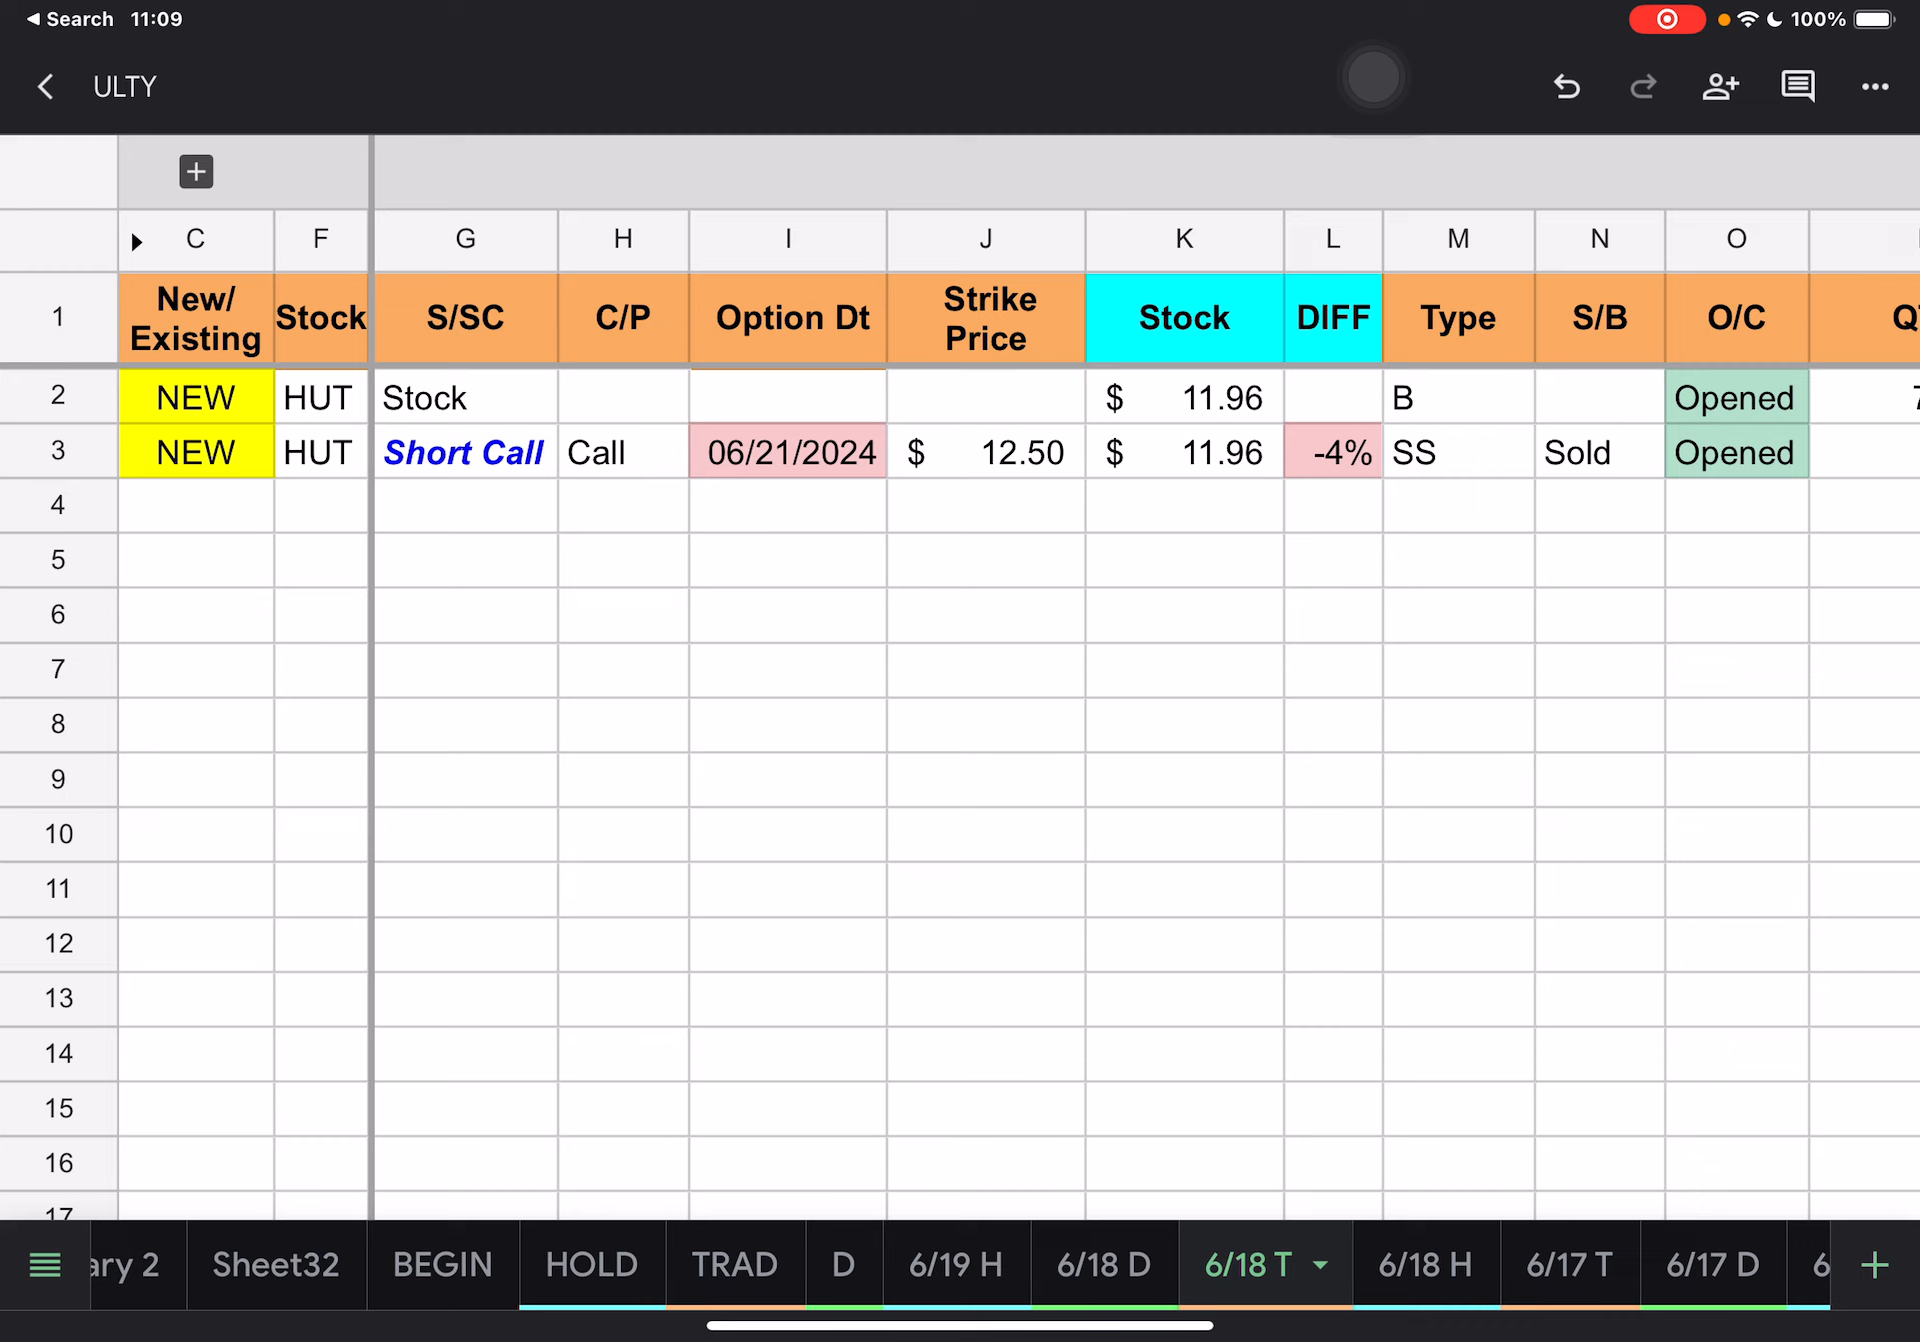 Search 11:09 100%
ULTY
C F G H I J K L M N O
1 New/ Existing Stock S/SC C/P Option Dt Strike Price Stock DIFF Type S/B O/C
2 NEW HUT Stock $ 11.96 B Opened
3 NEW HUT Short Call Call 06/21/2024 $ 12.50 $ 11.96 -4% SS Sold Opened
4
5
6
7
8
9
10
11
12
13
14
15
16
17
ary 2 Sheet32 BEGIN HOLD TRAD D 6/19 H 6/18 D 6/18 T 6/18 H 6/17 T 6/17 D 6